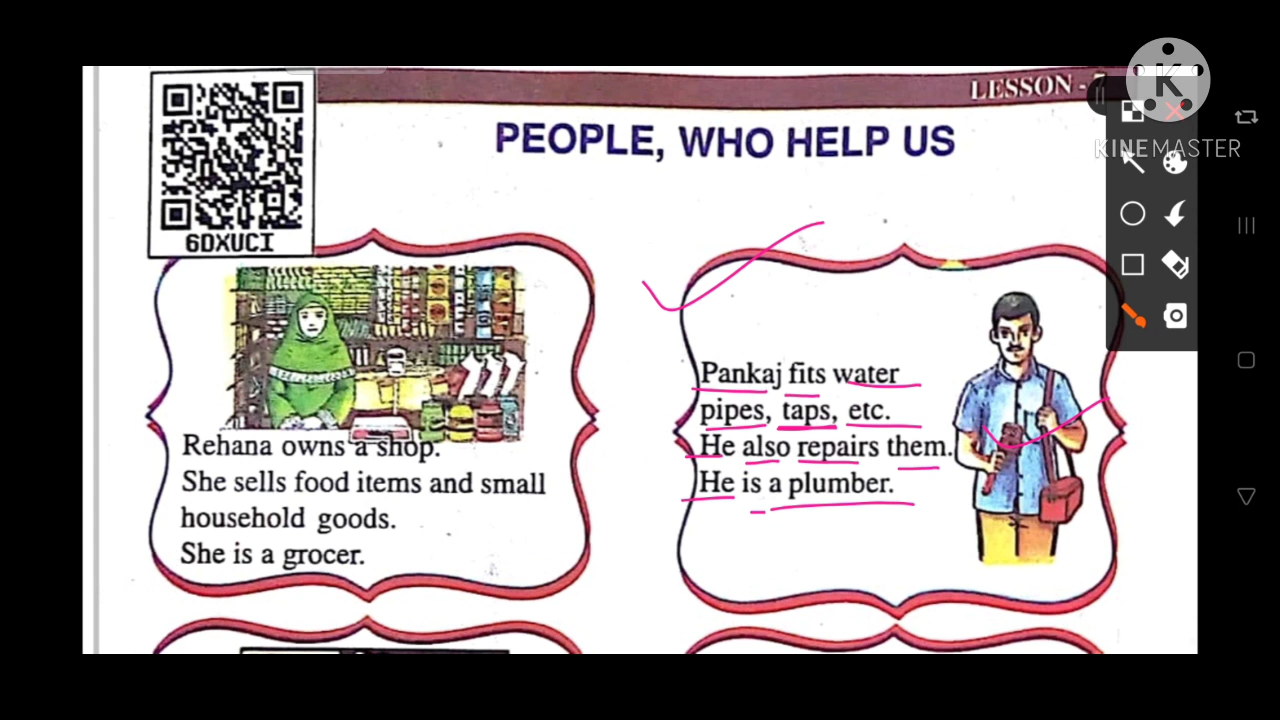 LESSON - 7
PEOPLE, WHO HELP US
6DXUCI
Rehana owns a shop.
She sells food items and small
household goods.
She is a grocer.
Pankaj fits water
pipes, taps, etc.
He also repairs them.
He is a plumber.
K
KINEMASTER